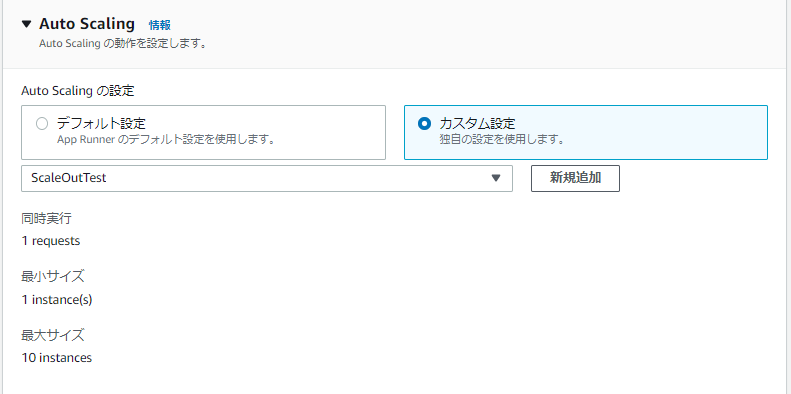 Auto Scaling 情報
Auto Scaling の動作を設定します。
Auto Scaling の設定
デフォルト設定
App Runner のデフォルト設定を使用します。
カスタム設定
独自の設定を使用します。
ScaleOutTest
新規追加
同時実行
1 requests
最小サイズ
1 instance(s)
最大サイズ
10 instances